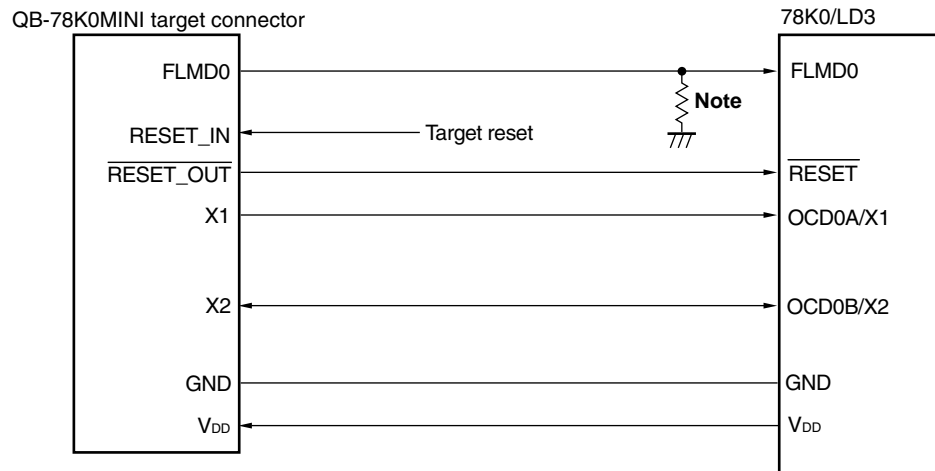 QB-78K0MINI target connector
78K0/LD3
FLMD0
FLMD0
Note
RESET_IN
Target reset
RESET_OUT
RESET
X1
OCD0A/X1
X2
OCD0B/X2
GND
GND
VDD
VDD